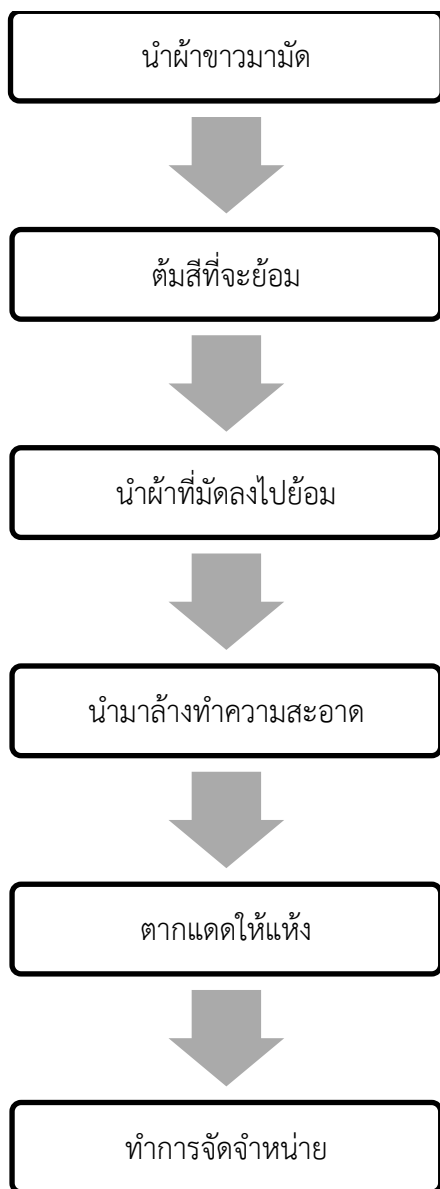 นำผ้าขาวมามัด
ต้มสีที่จะย้อม
นำผ้าที่มัดลงไปย้อม
นำมาล้างทำความสะอาด
ตากแดดให้แห้ง
ทำการจัดจำหน่าย